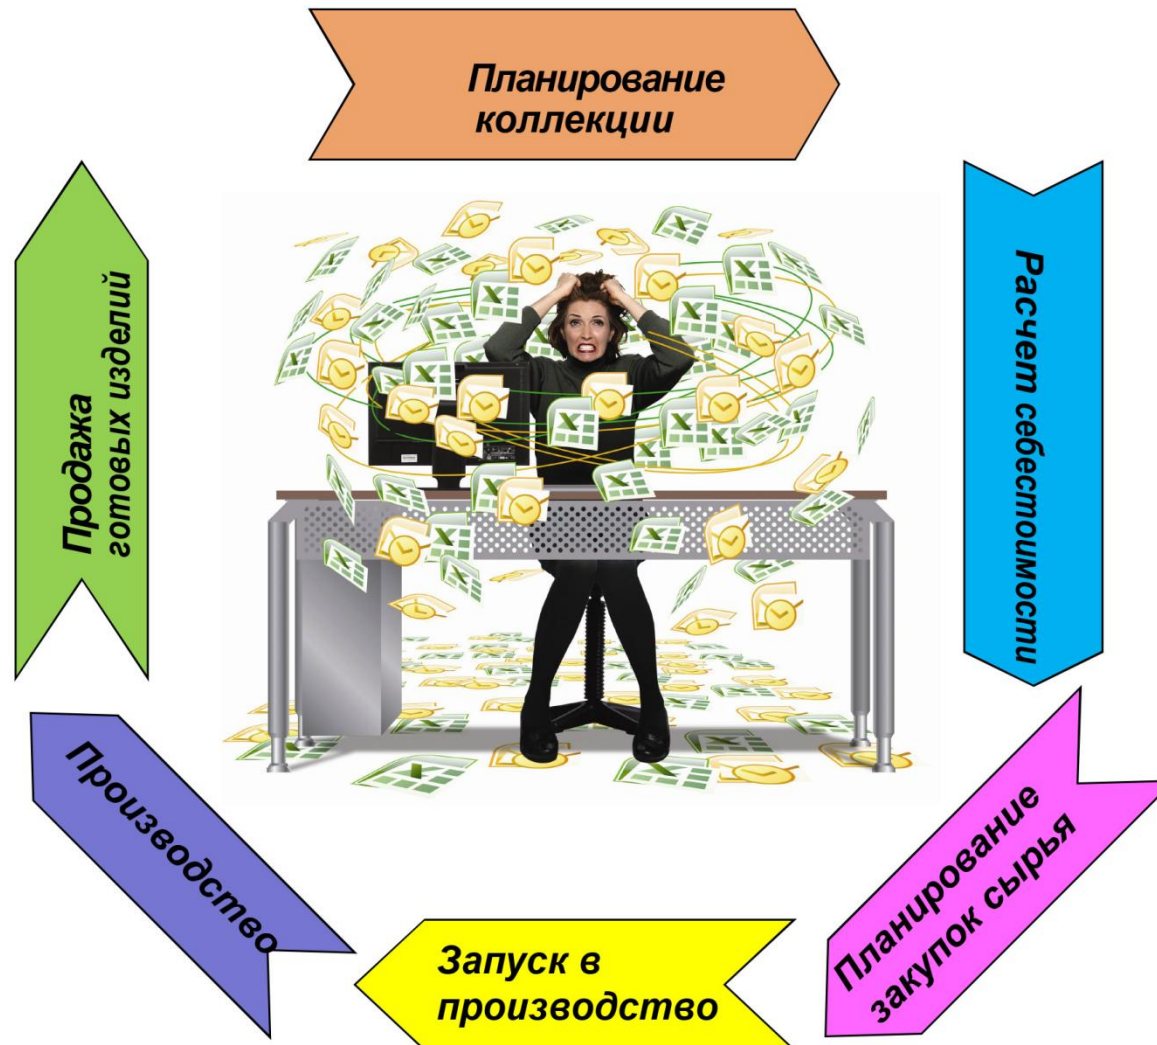 Планирование
коллекции
Расчет себестоимости
Планирование
закупок сырья
Запуск в
производство
Производство
Продажа
готовых изделий